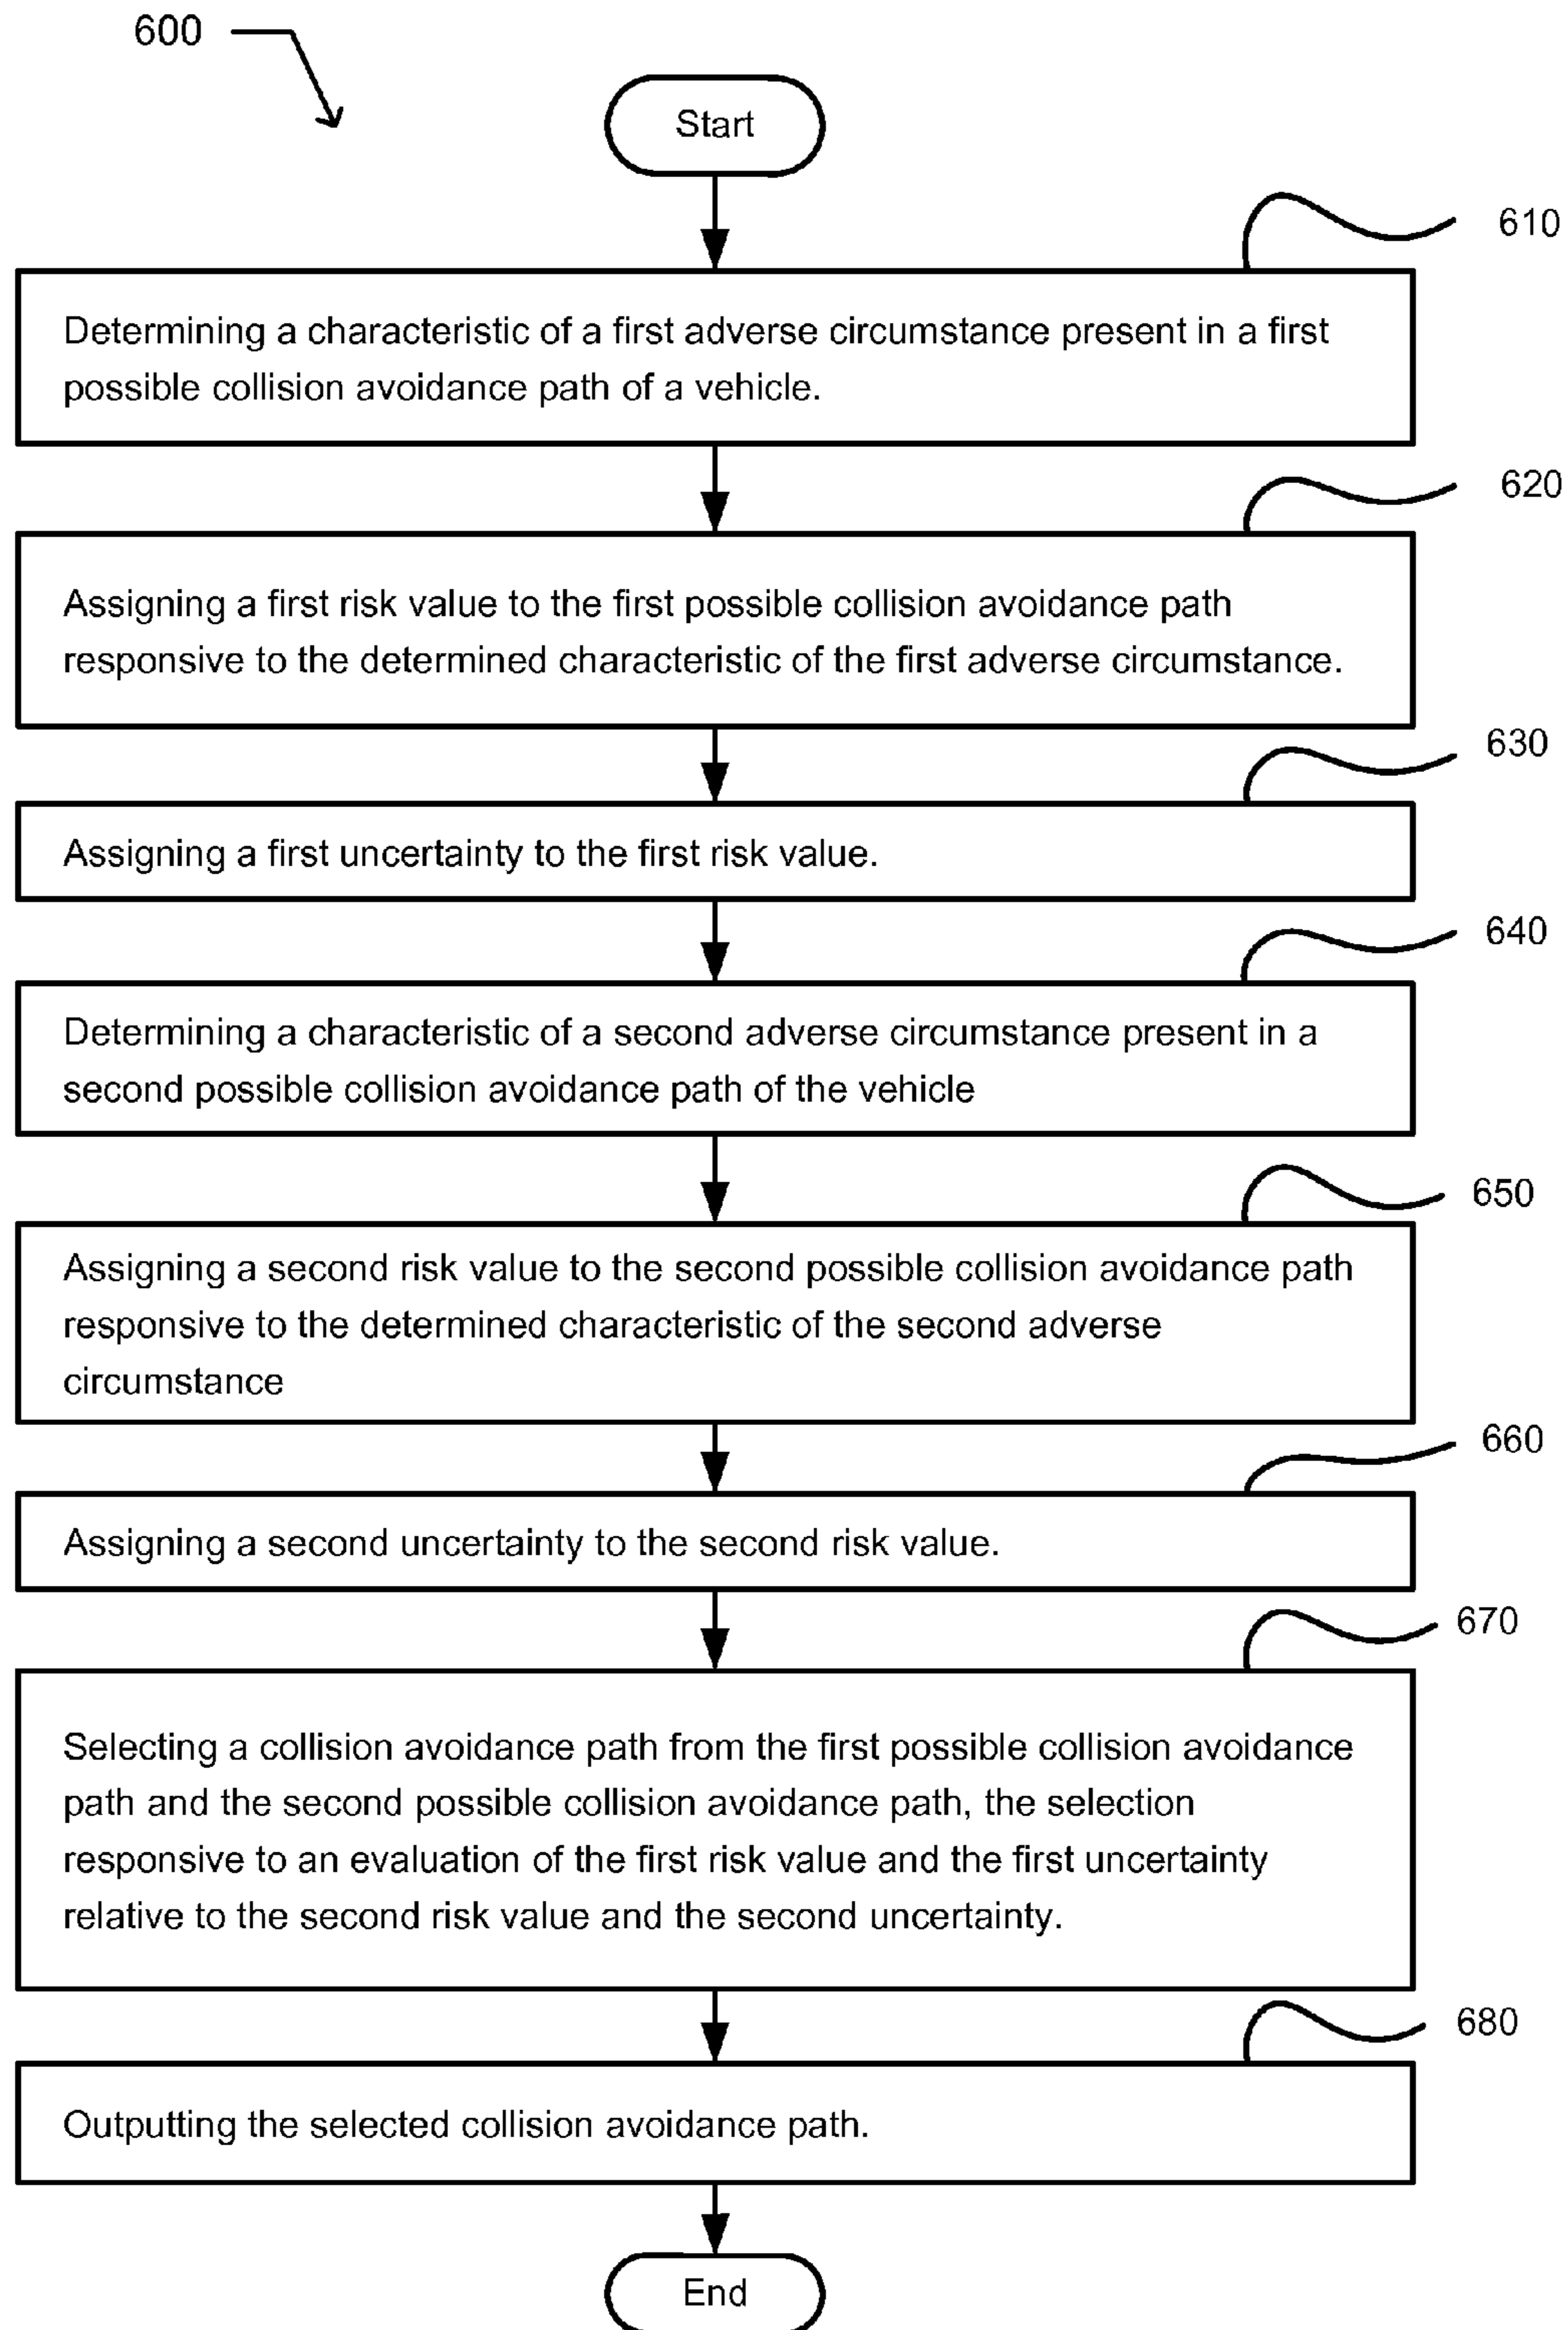 600
Start
610
Determining a characteristic of a first adverse circumstance present in a first
possible collision avoidance path of a vehicle.
620
Assigning a first risk value to the first possible collision avoidance path
responsive to the determined characteristic of the first adverse circumstance.
630
Assigning a first uncertainty to the first risk value.
640
Determining a characteristic of a second adverse circumstance present in a
second possible collision avoidance path of the vehicle
650
Assigning a second risk value to the second possible collision avoidance path
responsive to the determined characteristic of the second adverse
circumstance
660
Assigning a second uncertainty to the second risk value.
670
Selecting a collision avoidance path from the first possible collision avoidance
path and the second possible collision avoidance path, the selection
responsive to an evaluation of the first risk value and the first uncertainty
relative to the second risk value and the second uncertainty.
680
Outputting the selected collision avoidance path.
End